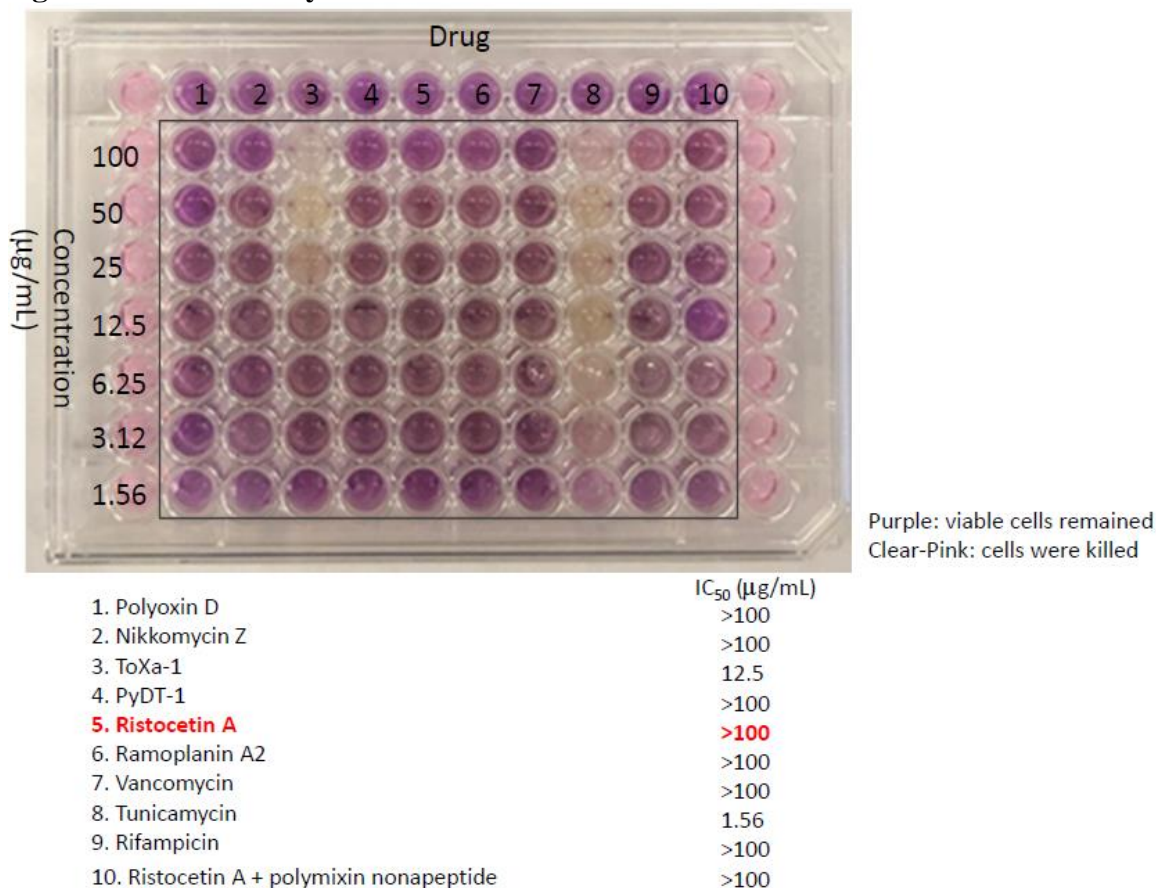 Drug
1 2 3 4 5 6 7 8 9 10
Concentration
(μg/mL)
100
50
25
12.5
6.25
3.12
1.56
Purple: viable cells remained
Clear-Pink: cells were killed
IC50 (μg/mL)
1. Polyoxin D >100
2. Nikkomycin Z >100
3. ToXa-1 12.5
4. PyDT-1 >100
5. Ristocetin A >100
6. Ramoplanin A2 >100
7. Vancomycin >100
8. Tunicamycin 1.56
9. Rifampicin >100
10. Ristocetin A + polymixin nonapeptide >100